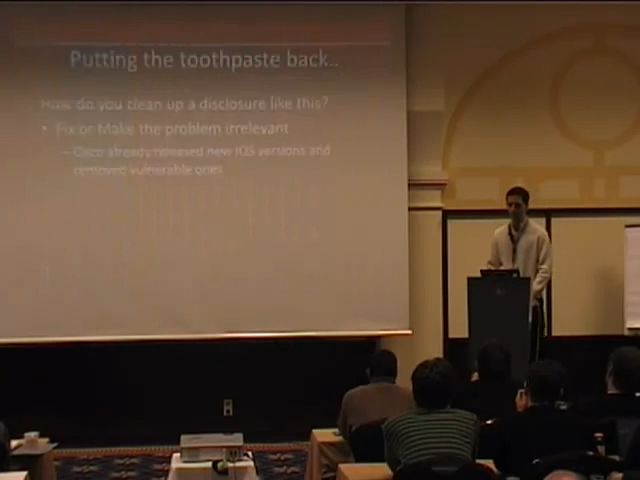 Putting the toothpaste back..
How do you clean up a disclosure like this?
• Fix or Make the problem irrelevant
– Cisco already released new IOS versions and
removed vulnerable ones